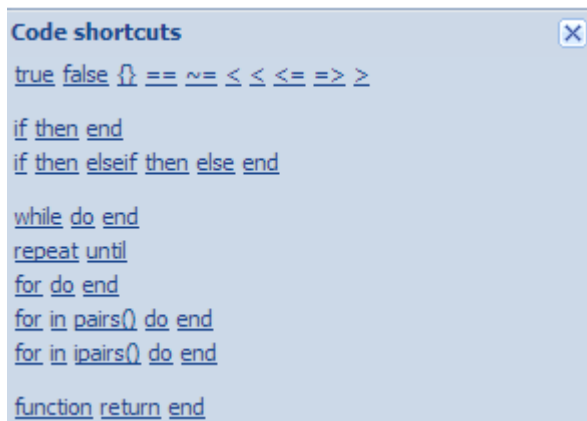 Code shortcuts
true false {} == ~= < < <= => >
if then end
if then elseif then else end
while do end
repeat until
for do end
for in pairs() do end
for in ipairs() do end
function return end